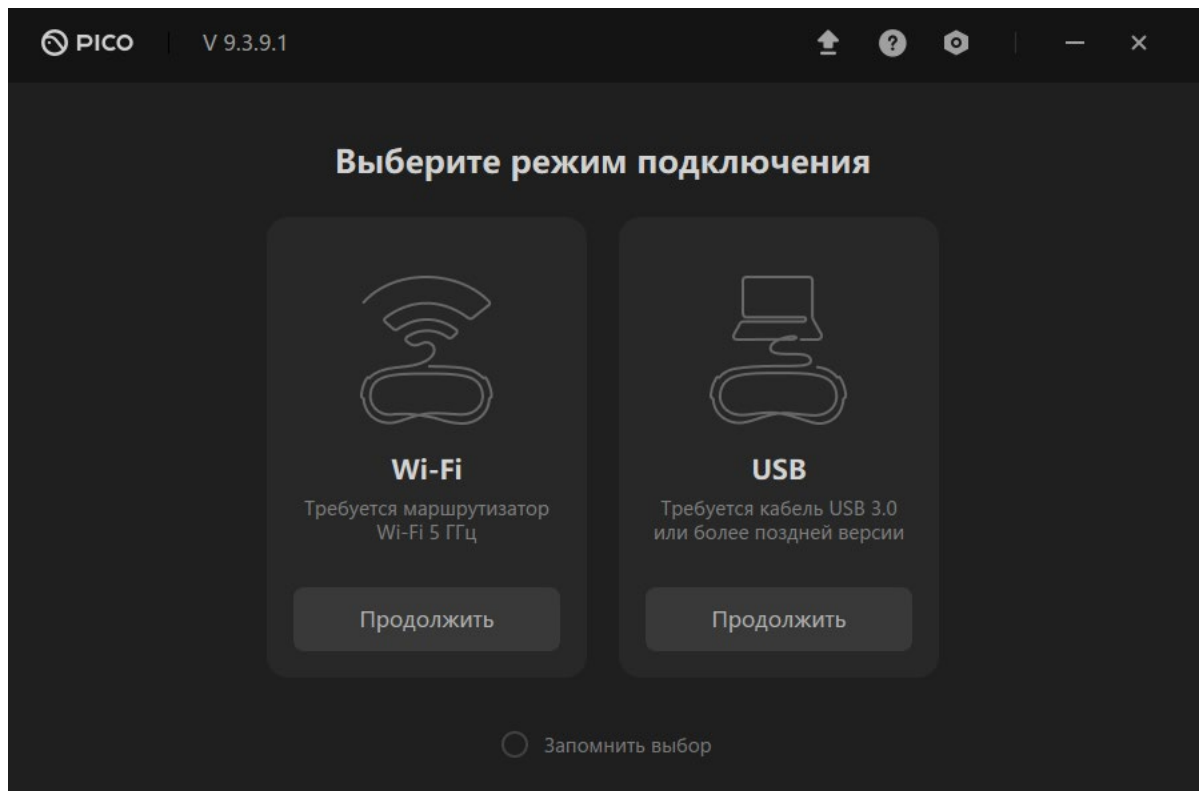 PICO V 9.3.9.1
Выберите режим подключения
Wi-Fi
Требуется маршрутизатор
Wi-Fi 5 ГГц
Продолжить
USB
Требуется кабель USB 3.0
или более поздней версии
Продолжить
Запомнить выбор